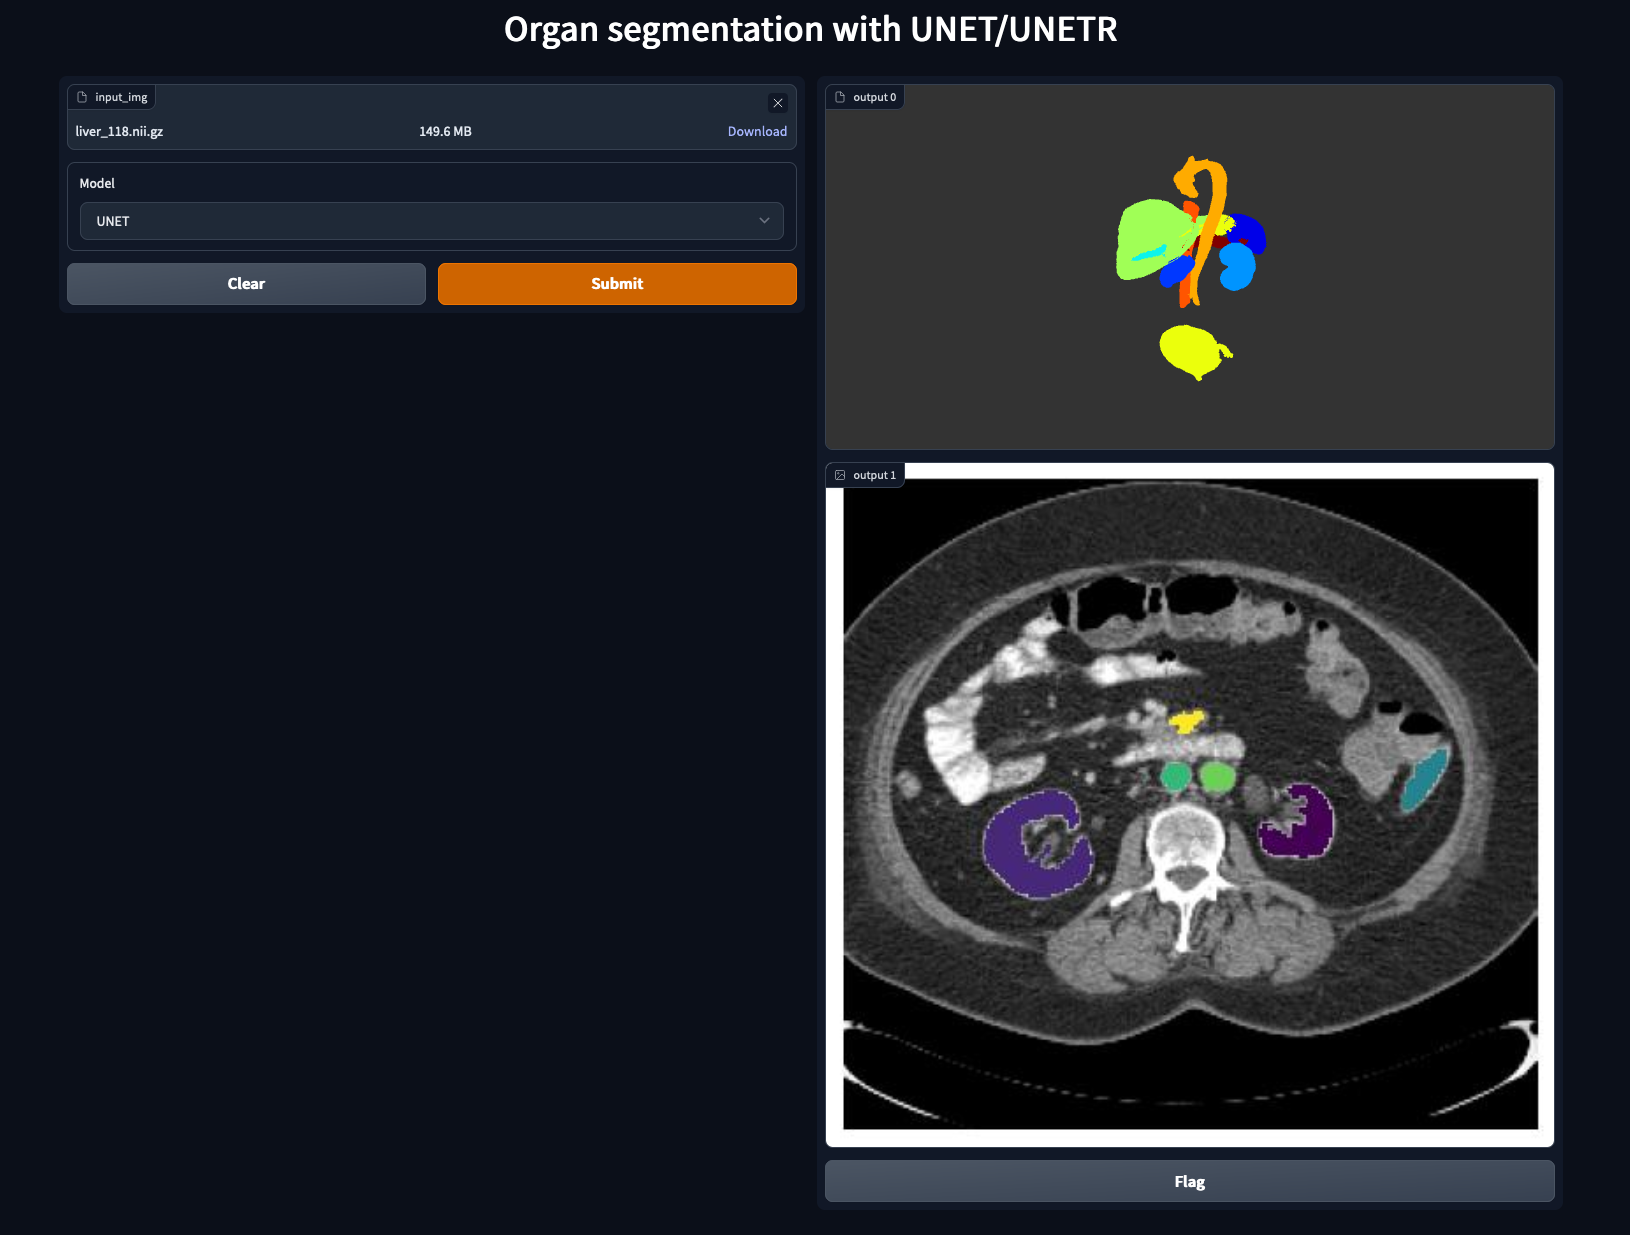 Organ segmentation with UNET/UNETR
input_img
liver_118.nii.gz 149.6 MB Download
Model
UNET
Clear Submit
output 0
output 1
Flag